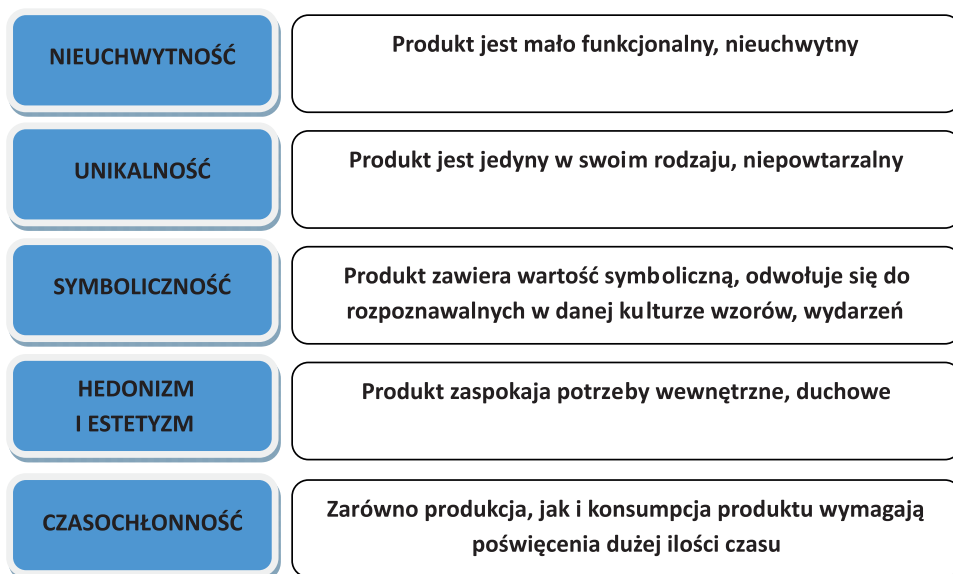 NIEUCHWYTNOŚĆ
Produkt jest mało funkcjonalny, nieuchwytny
UNIKALNOŚĆ
Produkt jest jedyny w swoim rodzaju, niepowtarzalny
SYMBOLICZNOŚĆ
Produkt zawiera wartość symboliczną, odwołuje się do
rozpoznawalnych w danej kulturze wzorów, wydarzeń
HEDONIZM
I ESTETYZM
Produkt zaspokaja potrzeby wewnętrzne, duchowe
CZASOCHŁONNOŚĆ
Zarówno produkcja, jak i konsumpcja produktu wymagają
poświęcenia dużej ilości czasu